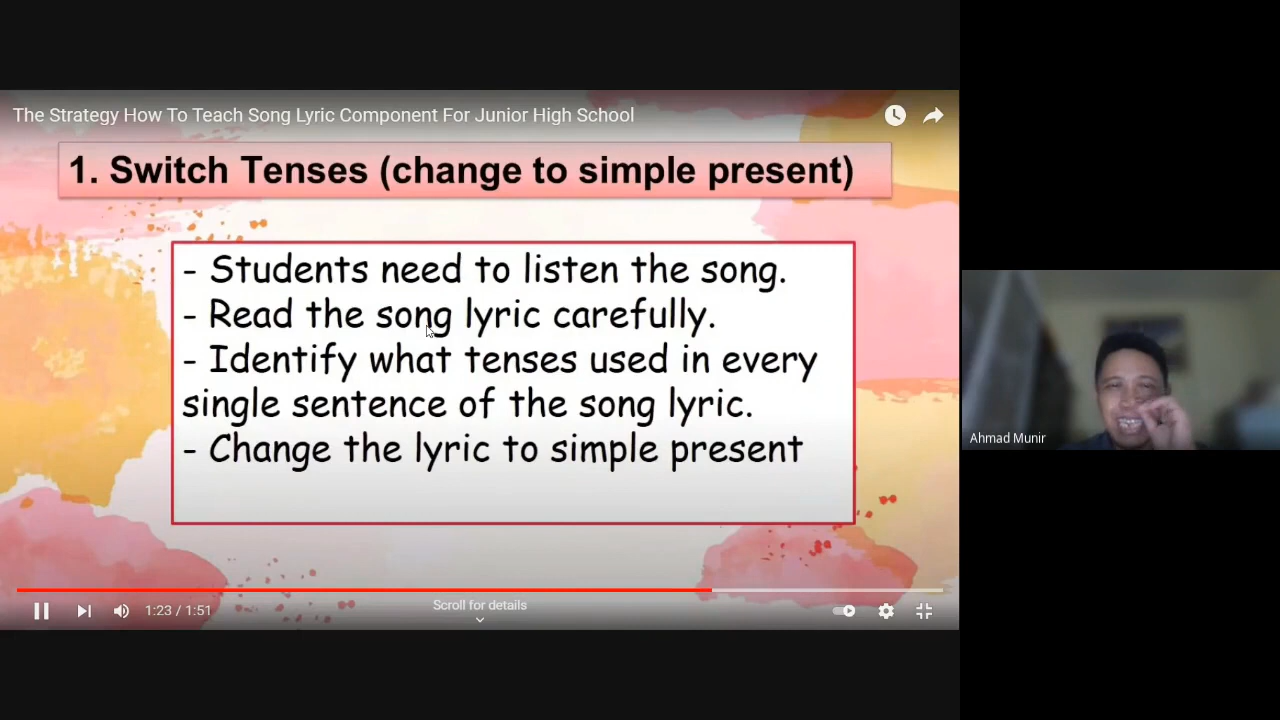 The Strategy How To Teach Song Lyric Component For Junior High School
1. Switch Tenses (change to simple present)
- Students need to listen the song.
- Read the song lyric carefully.
- Identify what tenses used in every
single sentence of the song lyric.
- Change the lyric to simple present
Ahmad Munir
Scroll for details
1:23 / 1:51